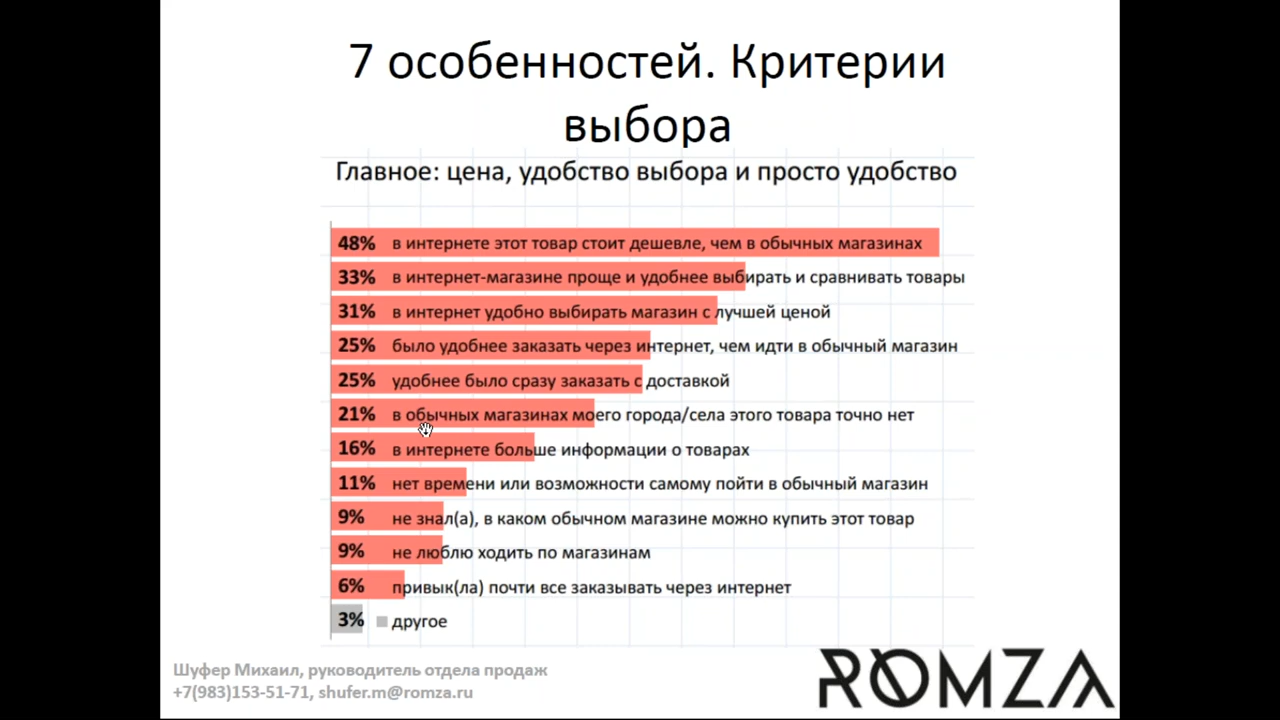 7 особенностей. Критерии
выбора
Главное: цена, удобство выбора и просто удобство
48% в интернете этот товар стоит дешевле, чем в обычных магазинах
33% в интернет-магазине проще и удобнее выбирать и сравнивать товары
31% в интернет удобно выбирать магазин с лучшей ценой
25% было удобнее заказать через интернет, чем идти в обычный магазин
25% удобнее было сразу заказать с доставкой
21% в обычных магазинах моего города/села этого товара точно нет
16% в интернете больше информации о товарах
11% нет времени или возможности самому пойти в обычный магазин
9% не знал(а), в каком обычном магазине можно купить этот товар
9% не люблю ходить по магазинам
6% привык(ла) почти все заказывать через интернет
3% другое
Шуфер Михаил, руководитель отдела продаж
+7(983)153-51-71, shufer.m@romza.ru
ROMZA